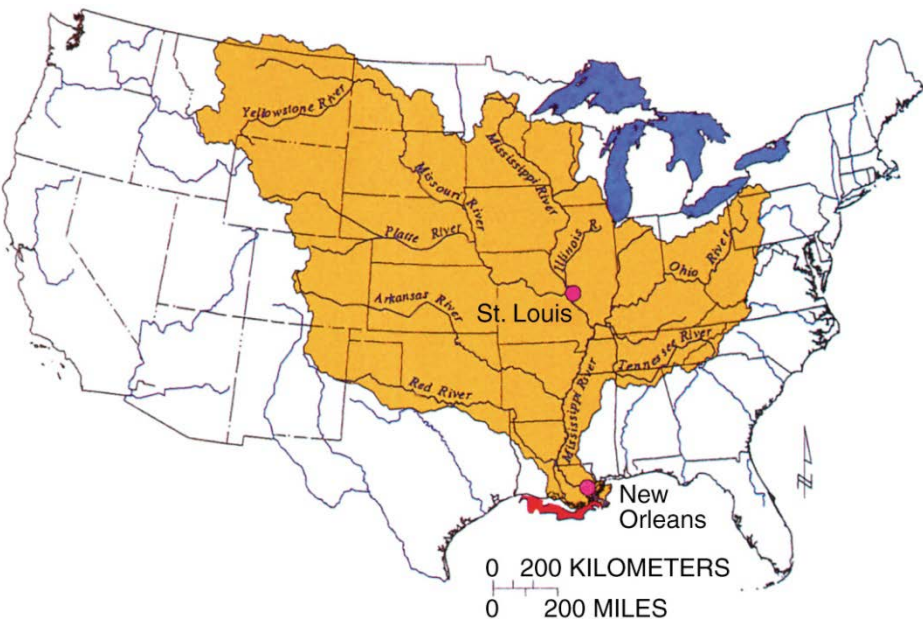 Yellowstone River
Mississippi River
Missouri River
Platte River
Illinois R
Ohio River
Arkansas River
St. Louis
Tennessee River
Red River
Mississippi River
New
Orleans
N
0 200 KILOMETERS
0 200 MILES